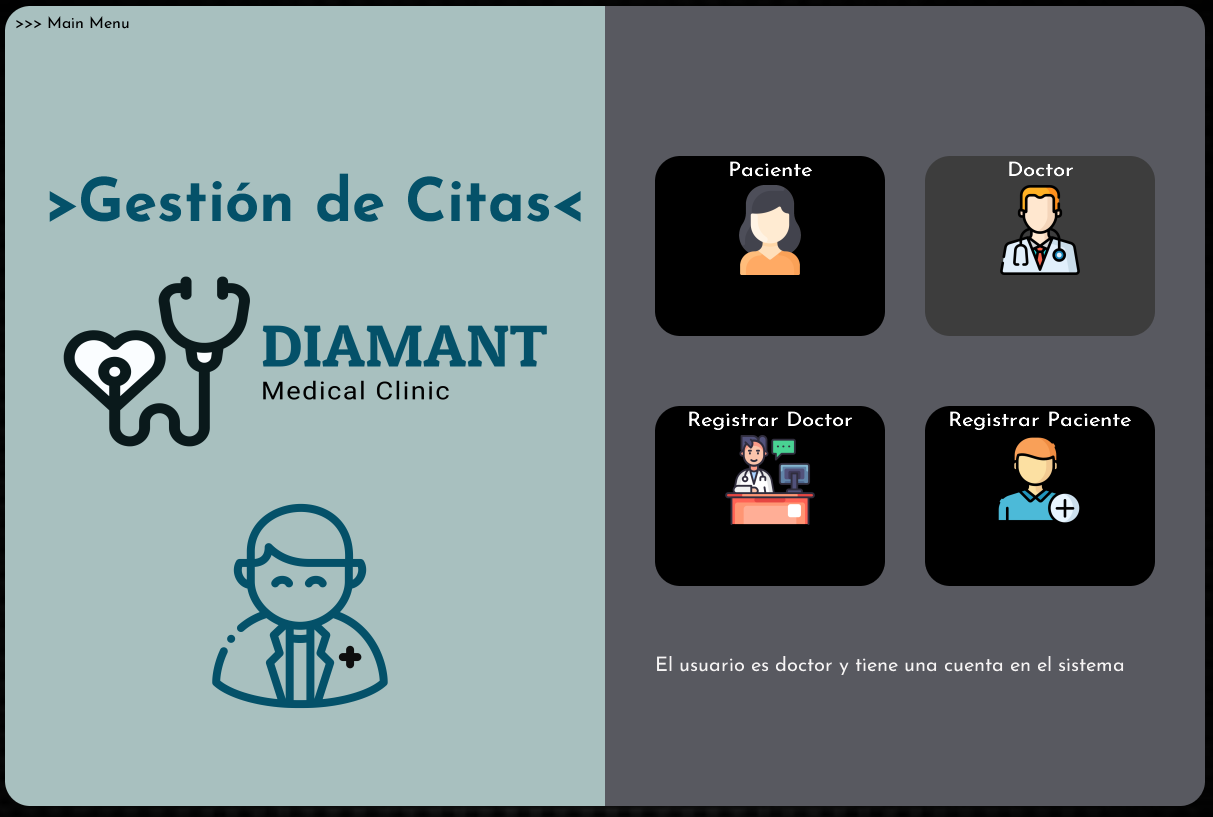 >>> Main Menu
>Gestión de Citas<
DIAMANT
Medical Clinic
Paciente
Doctor
Registrar Doctor
Registrar Paciente
El usuario es doctor y tiene una cuenta en el sistema